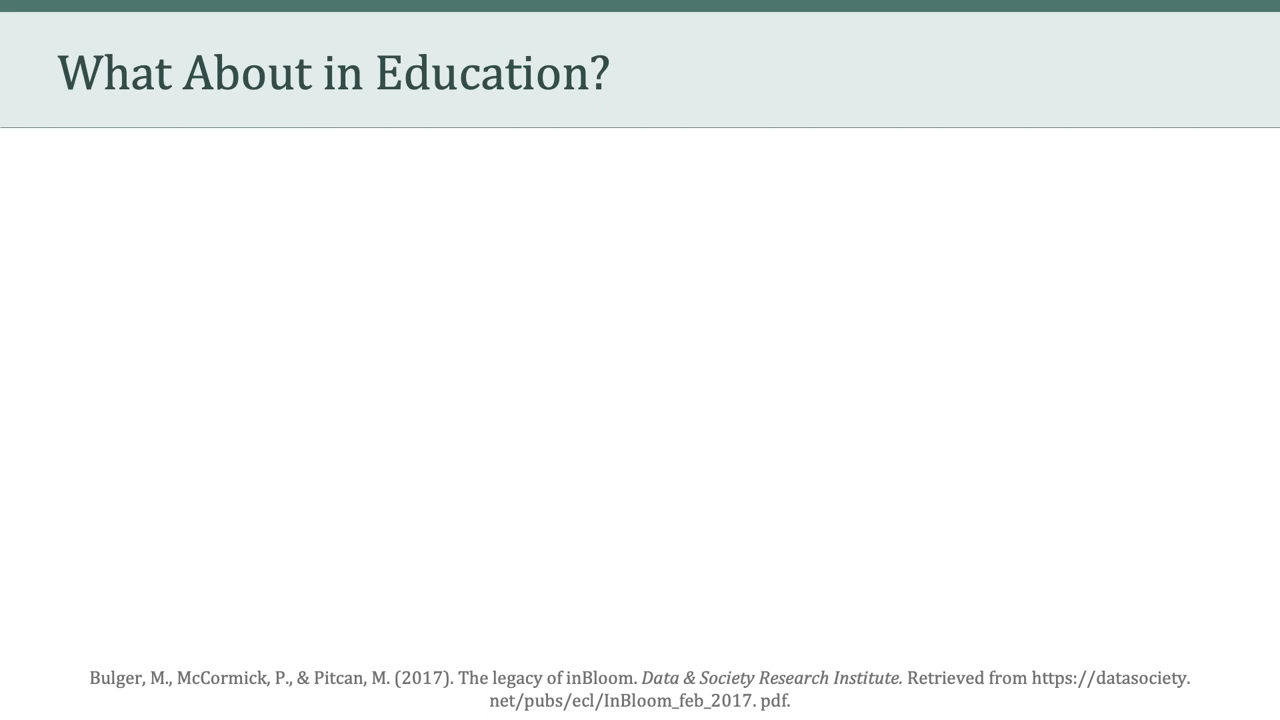 What About in Education?
Bulger, M., McCormick, P., & Pitcan, M. (2017). The legacy of inBloom. Data & Society Research Institute. Retrieved from https://datasociety.
net/pubs/ecl/InBloom_feb_2017. pdf.